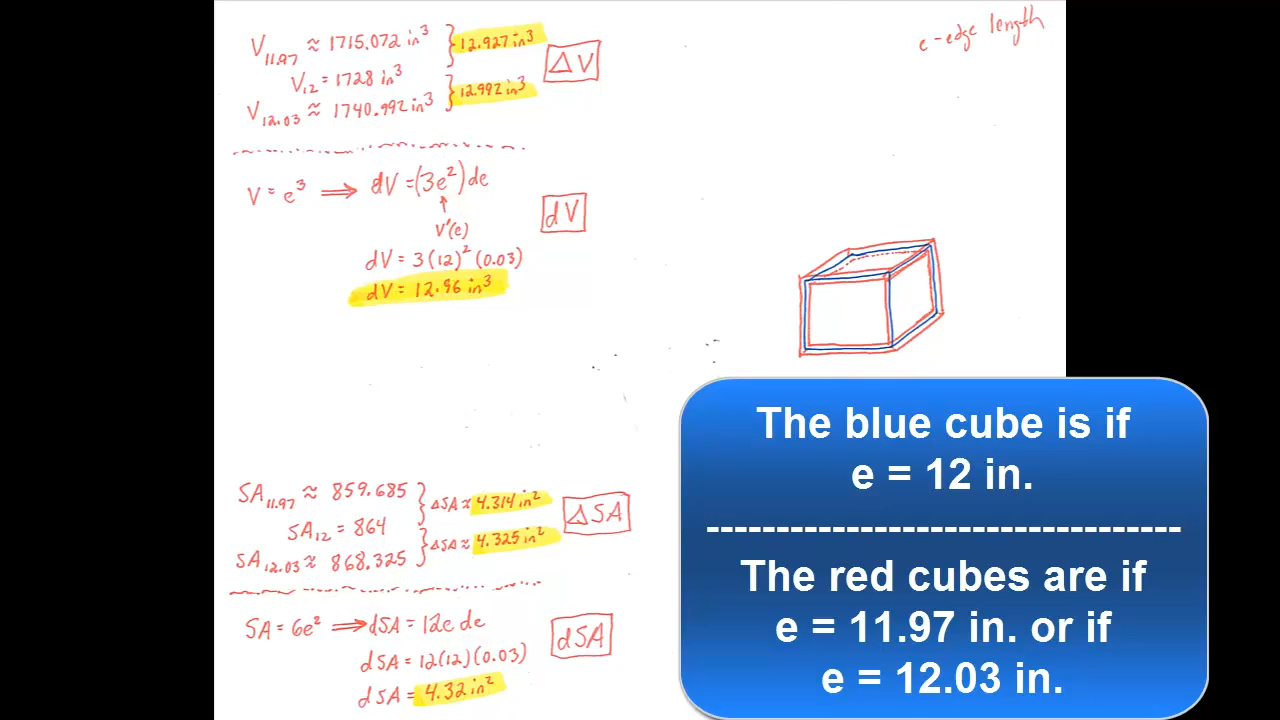 e - edge length
V11.97 ≈ 1715.072 in³ } 12.927 in³
ΔV
V12 = 1728 in³
V12.03 ≈ 1740.992 in³ } 12.992 in³
V = e³ ⟹ dV = (3e²) de
↑
V'(e)
dV
dV = 3(12)²(0.03)
dV = 12.96 in³
SA11.97 ≈ 859.685 } ΔSA ≈ 4.314 in²
ΔSA
SA12 = 864
SA12.03 ≈ 868.325 } ΔSA ≈ 4.325 in²
SA = 6e² ⟹ dSA = 12e de
dSA
dSA = 12(12)(0.03)
dSA = 4.32 in²
The blue cube is if
e = 12 in.
----------------------------------
The red cubes are if
e = 11.97 in. or if
e = 12.03 in.